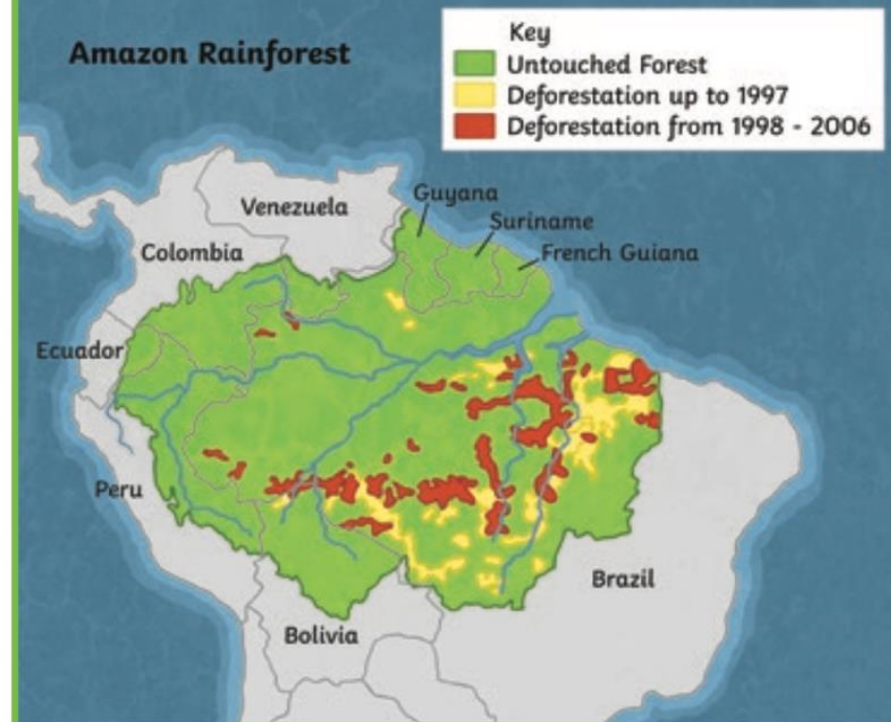 Amazon Rainforest
Key
Untouched Forest
Deforestation up to 1997
Deforestation from 1998 - 2006
Guyana
Venezuela
Suriname
Colombia
French Guiana
Ecuador
Peru
Brazil
Bolivia